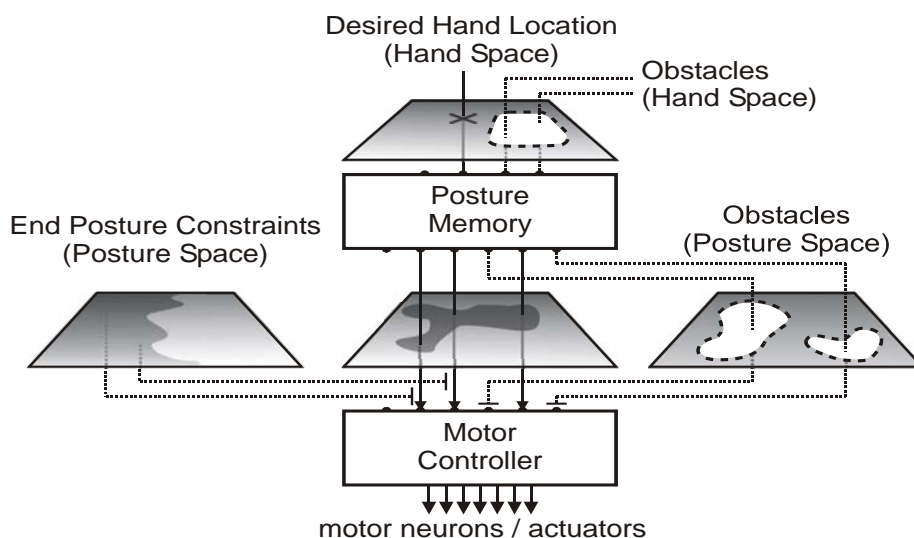 Desired Hand Location
(Hand Space)
Obstacles
(Hand Space)
Posture
Memory
End Posture Constraints
(Posture Space)
Obstacles
(Posture Space)
Motor
Controller
motor neurons / actuators